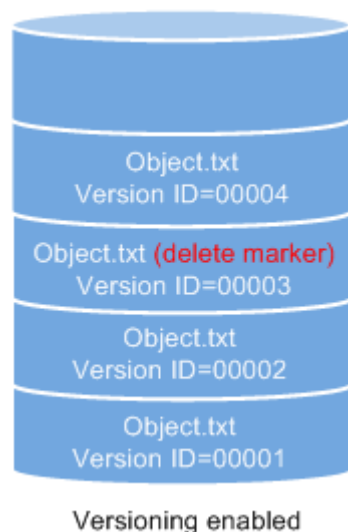 Object.txt
Version ID=00004
Object.txt (delete marker)
Version ID=00003
Object.txt
Version ID=00002
Object.txt
Version ID=00001
Versioning enabled